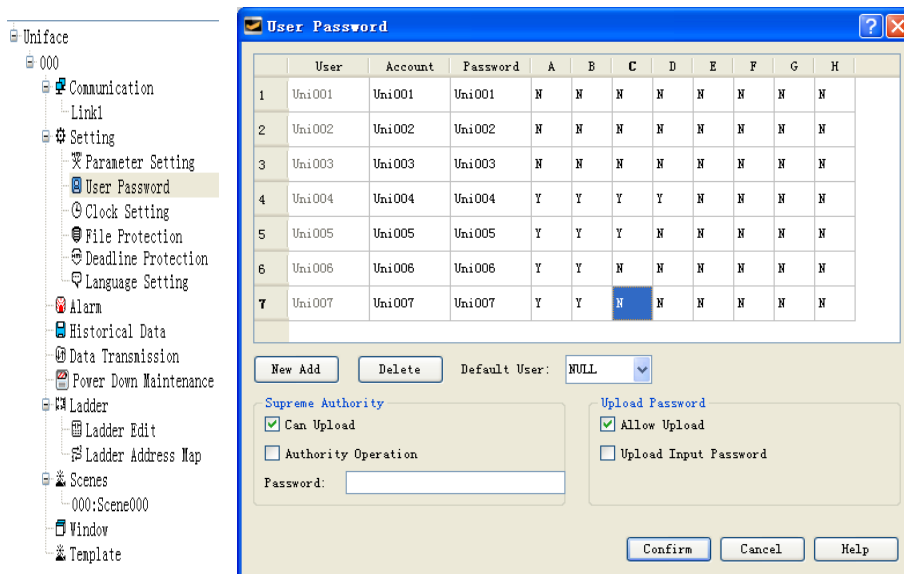 Uniface
000
Communication
Link1
Setting
Parameter Setting
User Password
Clock Setting
File Protection
Deadline Protection
Language Setting
Alarm
Historical Data
Data Transmission
Power Down Maintenance
Ladder
Ladder Edit
Ladder Address Map
Scenes
000:Scene000
Window
Template
User Password
User Account Password A B C D E F G H
1 Uni001 Uni001 Uni001 N N N N N N N N
2 Uni002 Uni002 Uni002 N N N N N N N N
3 Uni003 Uni003 Uni003 N N N N N N N N
4 Uni004 Uni004 Uni004 Y Y Y Y N N N N
5 Uni005 Uni005 Uni005 Y Y Y N N N N N
6 Uni006 Uni006 Uni006 Y Y N N N N N N
7 Uni007 Uni007 Uni007 Y Y N N N N N N
New Add Delete Default User: NULL
Supreme Authority
Can Upload
Authority Operation
Password:
Upload Password
Allow Upload
Upload Input Password
Confirm Cancel Help